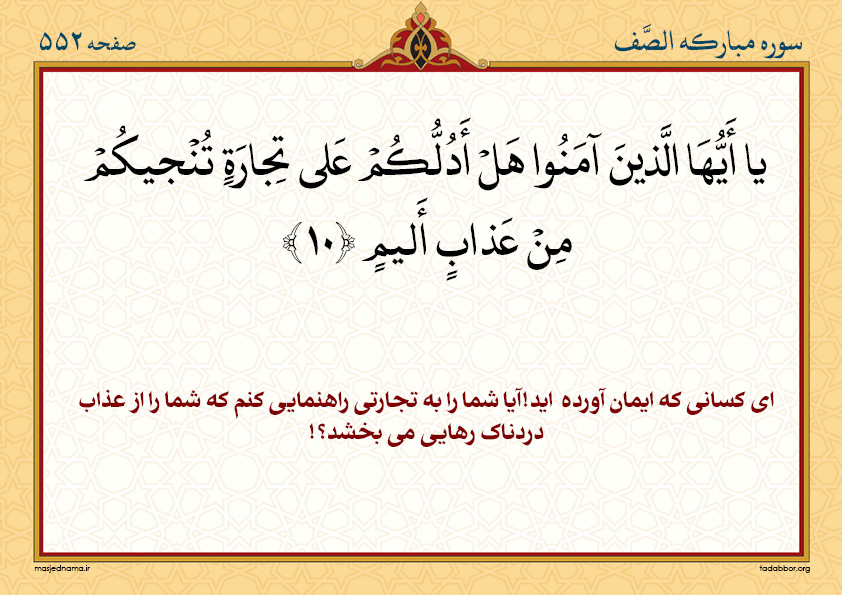 سوره مبارکه الصَّف
صفحه ۵۵۲
يا أَيُّهَا الَّذينَ آمَنُوا هَلْ أَدُلُّكُمْ عَلى تِجارَةٍ تُنْجيكُمْ
مِنْ عَذابٍ أَليمٍ ﴿۱۰﴾
ای کسانی که ایمان آورده اید!آیا شما را به تجارتی راهنمایی کنم که شما را از عذاب
دردناک رهایی می بخشد؟!
masjednama.ir
tadabbor.org